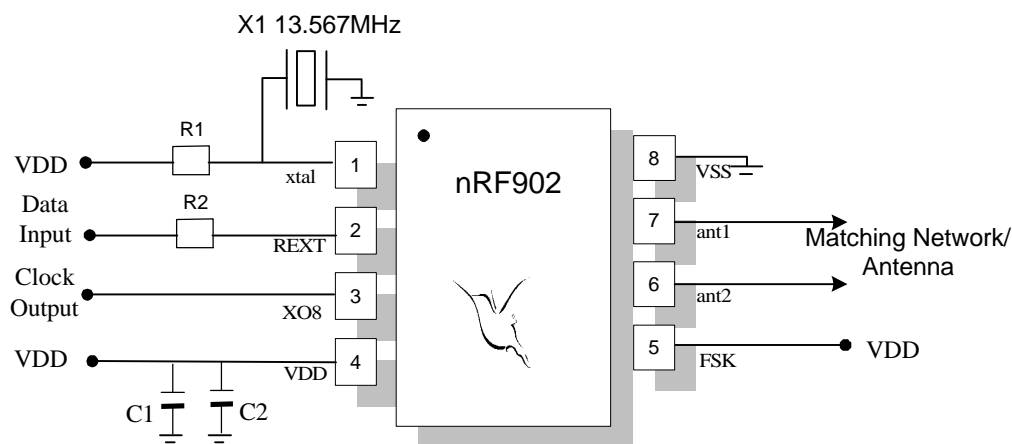 X1 13.567MHz
R1
VDD
xtal
1
Data
Input
R2
REXT
2
Clock
Output
XO8
3
VDD
VDD
4
C1
C2
nRF902
8
VSS
7
ant1
Matching Network/
Antenna
6
ant2
5
FSK
VDD